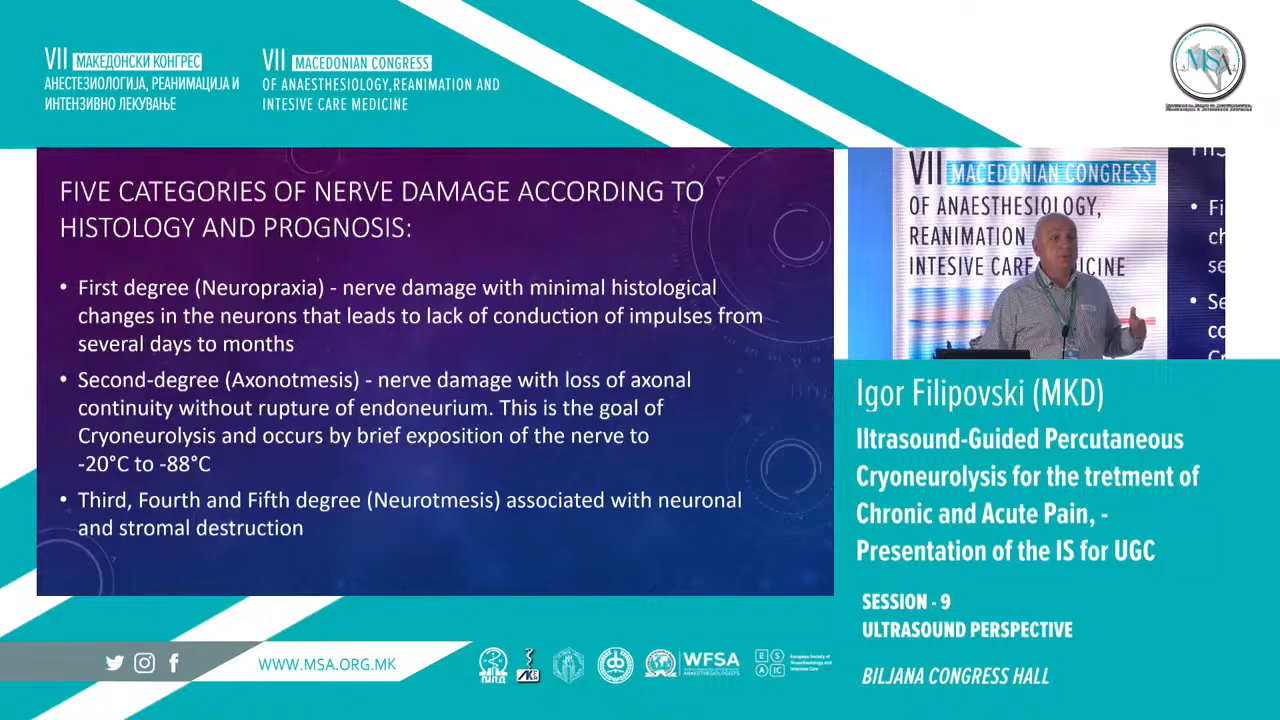 VII МАКЕДОНСКИ КОНГРЕС
АНЕСТЕЗИОЛОГИЈА, РЕАНИМАЦИЈА И
ИНТЕНЗИВНО ЛЕКУВАЊЕ
VII MACEDONIAN CONGRESS
OF ANAESTHESIOLOGY,REANIMATION AND
INTESIVE CARE MEDICINE
MSA
FIVE CATEGORIES OF NERVE DAMAGE ACCORDING TO
HISTOLOGY AND PROGNOSIS:
• First degree (Neuropraxia) - nerve damage with minimal histological
changes in the neurons that leads to lack of conduction of impulses from
several days to months
• Second-degree (Axonotmesis) - nerve damage with loss of axonal
continuity without rupture of endoneurium. This is the goal of
Cryoneurolysis and occurs by brief exposition of the nerve to
-20°C to -88°C
• Third, Fourth and Fifth degree (Neurotmesis) associated with neuronal
and stromal destruction
VII MACEDONIAN CONGRESS
OF ANAESTHESIOLOGY,
REANIMATION
INTESIVE CARE MEDICINE
• Fi
ch
se
• Se
co
Igor Filipovski (MKD)
Iltrasound-Guided Percutaneous
Cryoneurolysis for the tretment of
Chronic and Acute Pain, -
Presentation of the IS for UGC
SESSION - 9
ULTRASOUND PERSPECTIVE
BILJANA CONGRESS HALL
WWW.MSA.ORG.MK
WFSA
ESAIC